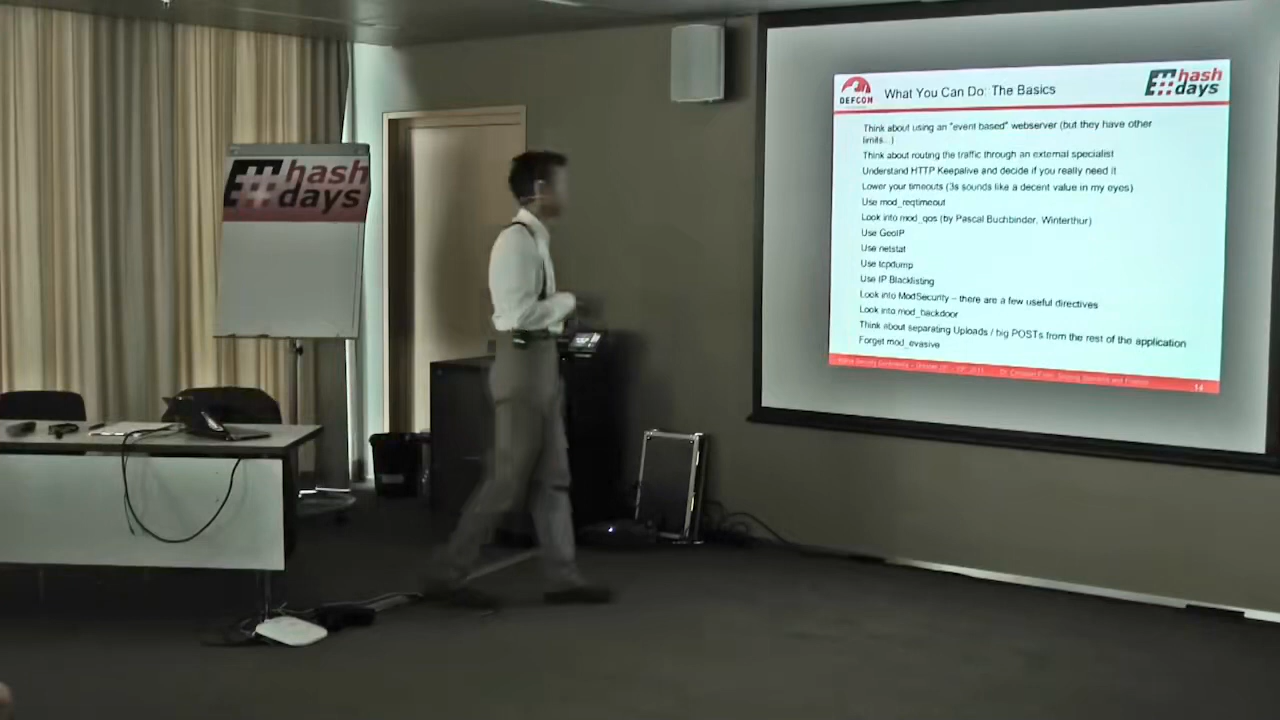 hash
days
DEFCON
What You Can Do: The Basics
hash
days
Think about using an "event based" webserver (but they have other
limits...)
Think about routing the traffic through an external specialist
Understand HTTP Keepalive and decide if you really need it
Lower your timeouts (3s sounds like a decent value in my eyes)
Use mod_reqtimeout
Look into mod_qos (by Pascal Buchbinder, Winterthur)
Use GeoIP
Use netstat
Use tcpdump
Use IP Blacklisting
Look into ModSecurity – there are a few useful directives
Look into mod_backdoor
Think about separating Uploads / big POSTs from the rest of the application
Forget mod_evasive
Security Conference
14